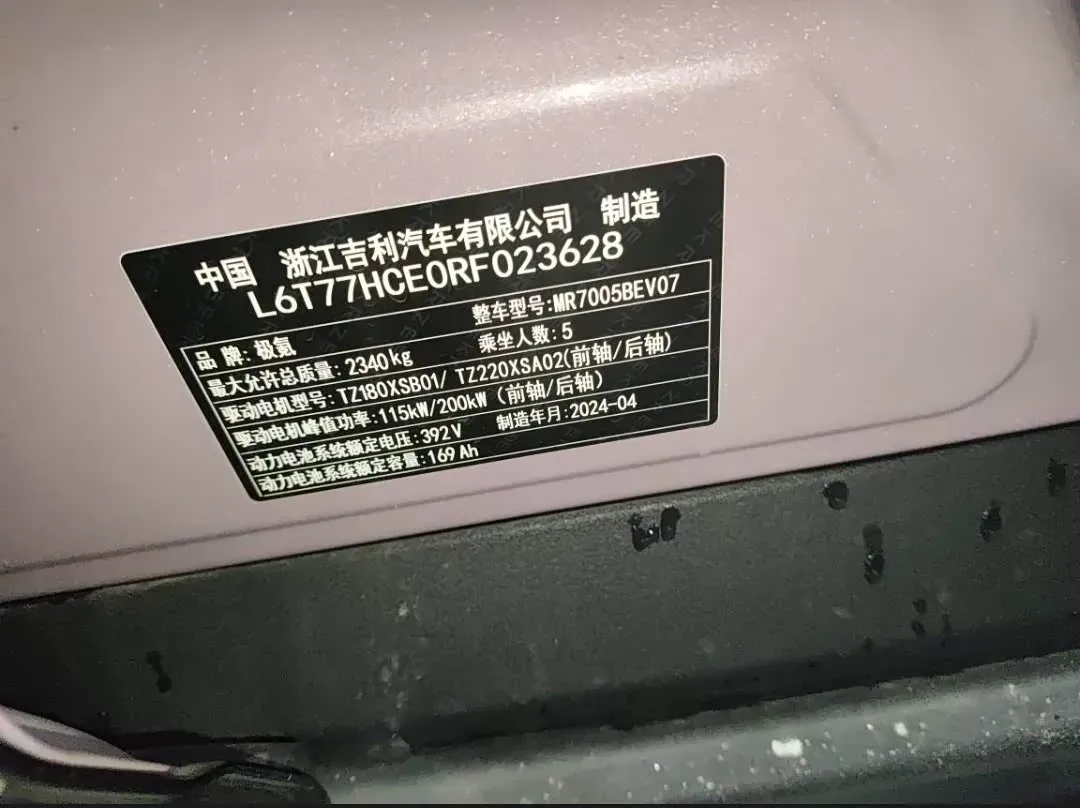 中国 浙江吉利汽车有限公司 制造
L6T77HCE0RF023628
品 牌:极氪 整车型号:MR7005BEV07
最大允许总质量:2340kg 乘坐人数:5
驱动电机型号:TZ180XSB01/ TZ220XSA02(前轴/后轴)
驱动电机峰值功率:115kW/200kW (前轴/后轴)
动力电池系统额定电压:392V 制造年月:2024-04
动力电池系统额定容量:169Ah